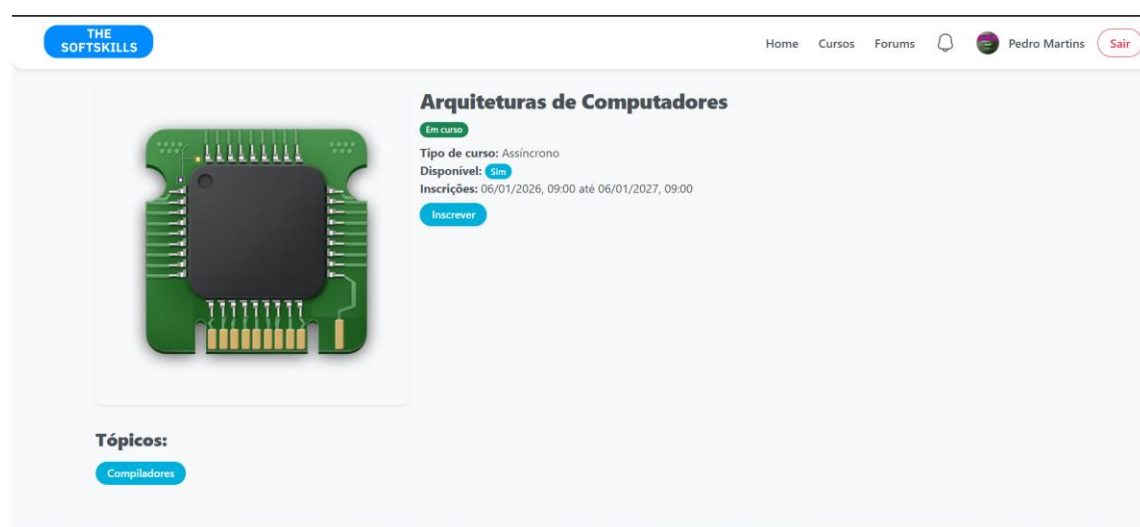 THE
SOFTSKILLS
Home Cursos Forums Pedro Martins Sair
Arquiteturas de Computadores
Em curso
Tipo de curso: Assíncrono
Disponível: Sim
Inscrições: 06/01/2026, 09:00 até 06/01/2027, 09:00
Inscrever
Tópicos:
Compiladores